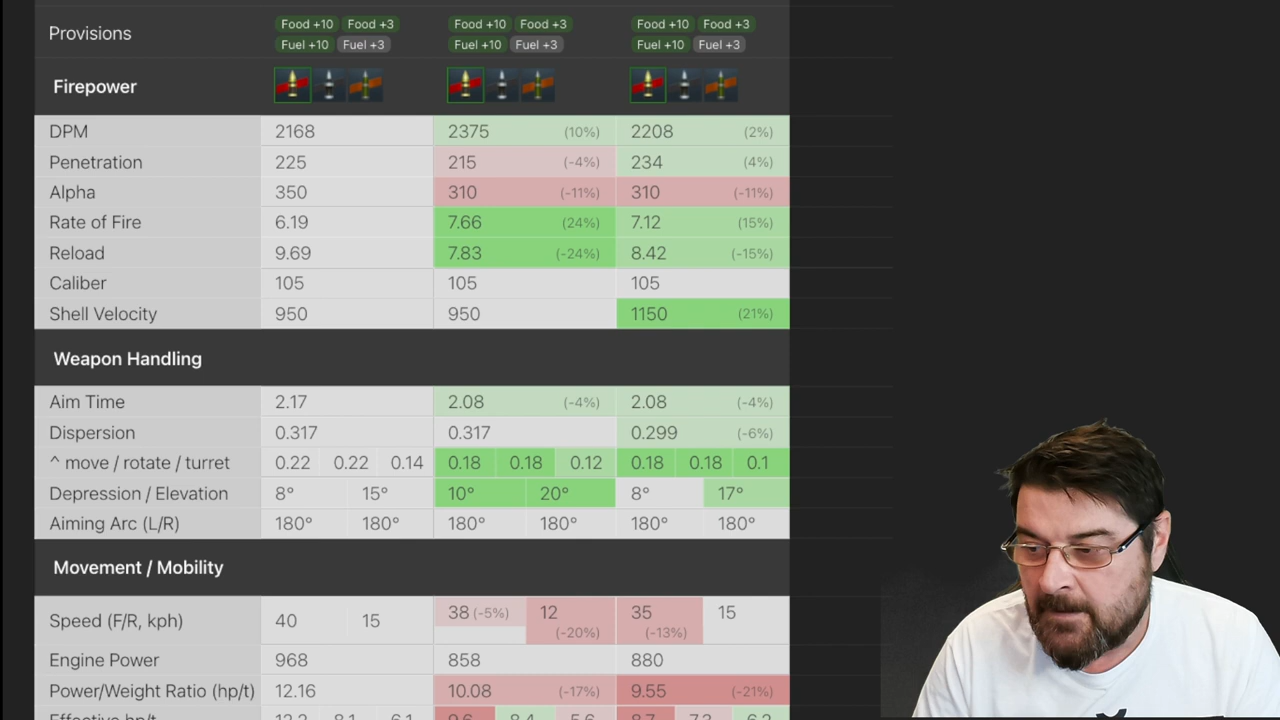 Provisions Food +10 Food +3 Food +10 Food +3 Food +10 Food +3
Fuel +10 Fuel +3 Fuel +10 Fuel +3 Fuel +10 Fuel +3
Firepower
DPM 2168 2375 (10%) 2208 (2%)
Penetration 225 215 (-4%) 234 (4%)
Alpha 350 310 (-11%) 310 (-11%)
Rate of Fire 6.19 7.66 (24%) 7.12 (15%)
Reload 9.69 7.83 (-24%) 8.42 (-15%)
Caliber 105 105 105
Shell Velocity 950 950 1150 (21%)
Weapon Handling
Aim Time 2.17 2.08 (-4%) 2.08 (-4%)
Dispersion 0.317 0.317 0.299 (-6%)
^ move / rotate / turret 0.22 0.22 0.14 0.18 0.18 0.12 0.18 0.18 0.1
Depression / Elevation 8° 15° 10° 20° 8° 17°
Aiming Arc (L/R) 180° 180° 180° 180° 180° 180°
Movement / Mobility
Speed (F/R, kph) 40 15 38 (-5%) 12 (-20%) 35 (-13%) 15
Engine Power 968 858 880
Power/Weight Ratio (hp/t) 12.16 10.08 (-17%) 9.55 (-21%)
Effective hp/t